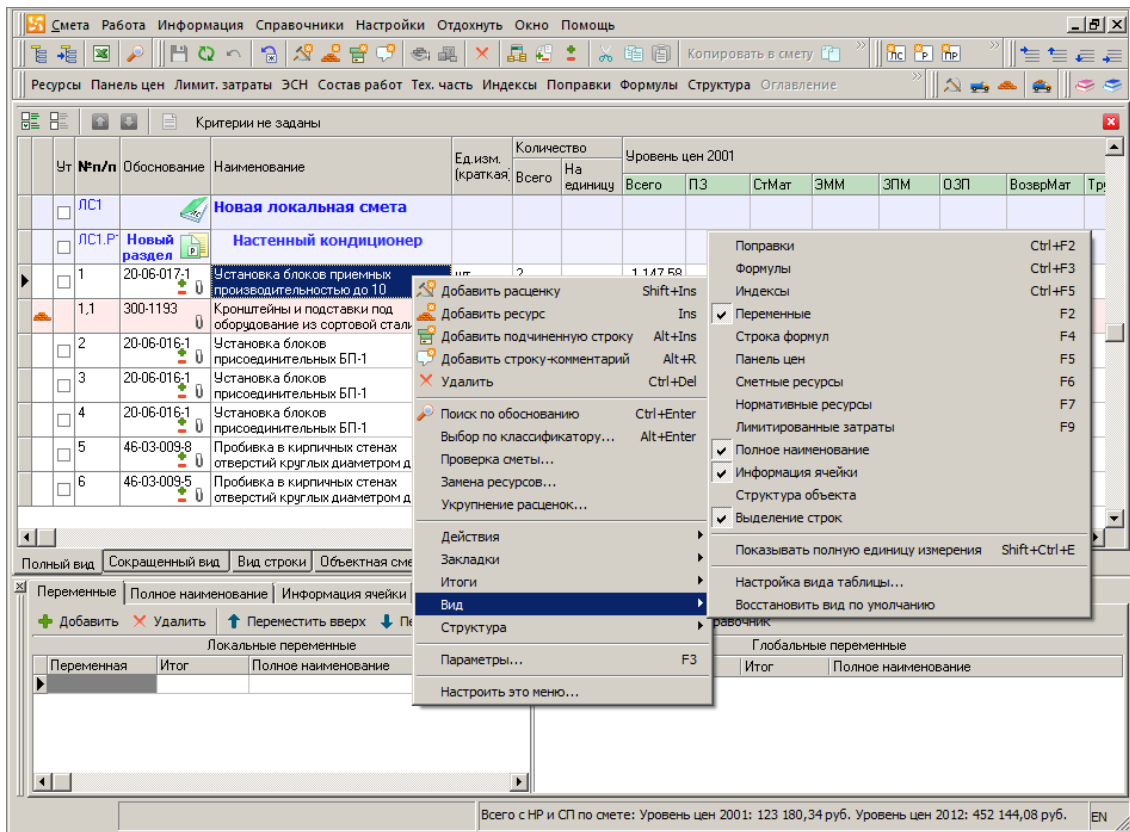 Смета Работа Информация Справочники Настройки Отдохнуть Окно Помощь
Копировать в смету
Ресурсы Панель цен Лимит. затраты ЭСН Состав работ Тех. часть Индексы Поправки Формулы Структура Оглавление
Критерии не заданы
Ут №п/п Обоснование Наименование Ед.изм. (краткая) Количество Уровень цен 2001
Всего На единицу Всего ПЗ СтМат ЭММ ЗПМ ОЗП ВозврМат
ЛС1 Новая локальная смета
ЛС1.Р Новый раздел Настенный кондиционер
1 20-06-017-1 Установка блоков приемных шт 2 1 147,58
производительностью до 10
1,1 300-1193 Кронштейны и подставки под
оборудование из сортовой стали
2 20-06-016-1 Установка блоков
присоединительных БП-1
3 20-06-016-1 Установка блоков
присоединительных БП-1
4 20-06-016-1 Установка блоков
присоединительных БП-1
5 46-03-009-8 Пробивка в кирпичных стенах
отверстий круглых диаметром д
6 46-03-009-5 Пробивка в кирпичных стенах
отверстий круглых диаметром д
Добавить расценку Shift+Ins
Добавить ресурс Ins
Добавить подчиненную строку Alt+Ins
Добавить строку-комментарий Alt+R
Удалить Ctrl+Del
Поиск по обоснованию Ctrl+Enter
Выбор по классификатору... Alt+Enter
Проверка сметы...
Замена ресурсов...
Укрупнение расценок...
Действия
Закладки
Итоги
Вид
Структура
Параметры... F3
Настроить это меню...
Поправки Ctrl+F2
Формулы Ctrl+F3
Индексы Ctrl+F5
Переменные F2
Строка формул F4
Панель цен F5
Сметные ресурсы F6
Нормативные ресурсы F7
Лимитированные затраты F9
Полное наименование
Информация ячейки
Структура объекта
Выделение строк
Показывать полную единицу измерения Shift+Ctrl+E
Настройка вида таблицы...
Восстановить вид по умолчанию
Полный вид Сокращенный вид Вид строки Объектная сме
Переменные Полное наименование Информация ячейки
Добавить Удалить Переместить вверх
Локальные переменные Глобальные переменные
Переменная Итог Полное наименование Итог Полное наименование
Всего с НР и СП по смете: Уровень цен 2001: 123 180,34 руб. Уровень цен 2012: 452 144,08 руб. EN